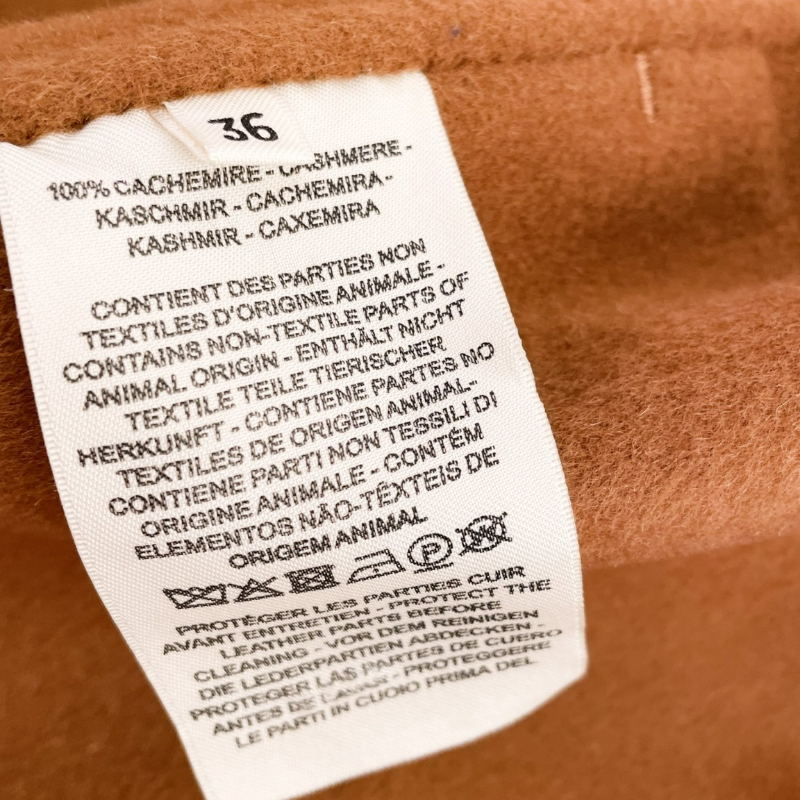 36
100% CACHEMIRE - CASHMERE -
KASCHMIR - CACHEMIRA -
KASHMIR - CAXEMIRA
CONTIENT DES PARTIES NON
TEXTILES D'ORIGINE ANIMALE -
CONTAINS NON-TEXTILE PARTS OF
ANIMAL ORIGIN - ENTHÄLT NICHT
TEXTILE TEILE TIERISCHER
HERKUNFT - CONTIENE PARTES NO
TEXTILES DE ORIGEN ANIMAL-
CONTIENE PARTI NON TESSILI DI
ORIGINE ANIMALE - CONTÉM
ELEMENTOS NÃO-TÊXTEIS DE
ORIGEM ANIMAL
P
PROTÉGER LES PARTIES CUIR
AVANT ENTRETIEN - PROTECT THE
LEATHER PARTS BEFORE
CLEANING - VOR DEM REINIGEN
DIE LEDERPARTIEN ABDECKEN -
PROTEGER LAS PARTES DE CUERO
ANTES DE LAVAR - PROTEGGERE
LE PARTI IN CUOIO PRIMA DEL